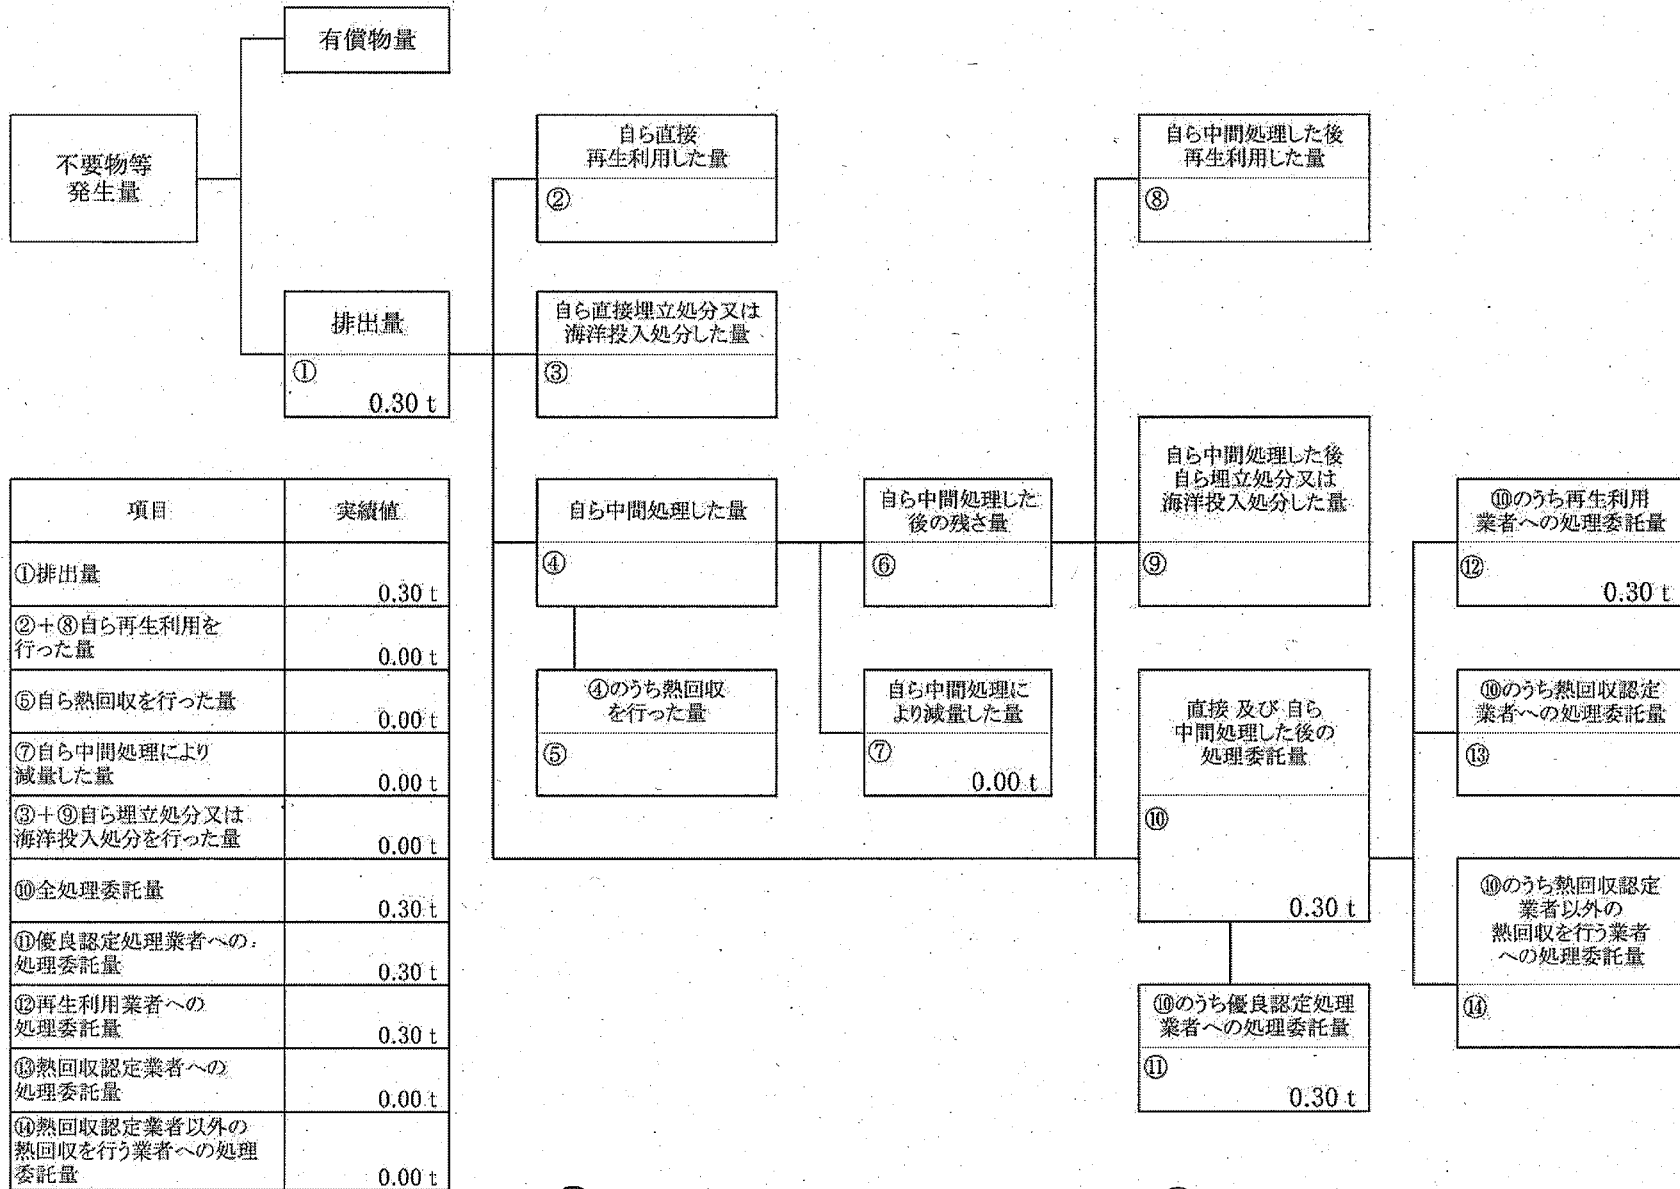 有償物量
不要物等
発生量
排出量
①
0.30 t
自ら直接
再生利用した量
②
自ら直接埋立処分又は
海洋投入処分した量
③
自ら中間処理した量
④
④のうち熱回収
を行った量
⑤
自ら中間処理した
後の残さ量
⑥
自ら中間処理に
より減量した量
⑦
0.00 t
自ら中間処理した後
再生利用した量
⑧
自ら中間処理した後
自ら埋立処分又は
海洋投入処分した量
⑨
直接 及び 自ら
中間処理した後の
処理委託量
⑩
0.30 t
⑩のうち優良認定処理
業者への処理委託量
⑪
0.30 t
⑩のうち再生利用
業者への処理委託量
⑫
0.30 t
⑩のうち熱回収認定
業者への処理委託量
⑬
⑩のうち熱回収認定
業者以外の
熱回収を行う業者
への処理委託量
⑭
項目 実績値
①排出量
0.30 t
②+⑧自ら再生利用を
行った量
0.00 t
⑤自ら熱回収を行った量
0.00 t
⑦自ら中間処理により
減量した量
0.00 t
③+⑨自ら埋立処分又は
海洋投入処分を行った量
0.00 t
⑩全処理委託量
0.30 t
⑪優良認定処理業者への
処理委託量
0.30 t
⑫再生利用業者への
処理委託量
0.30 t
⑬熱回収認定業者への
処理委託量
0.00 t
⑭熱回収認定業者以外の
熱回収を行う業者への処理
委託量
0.00 t